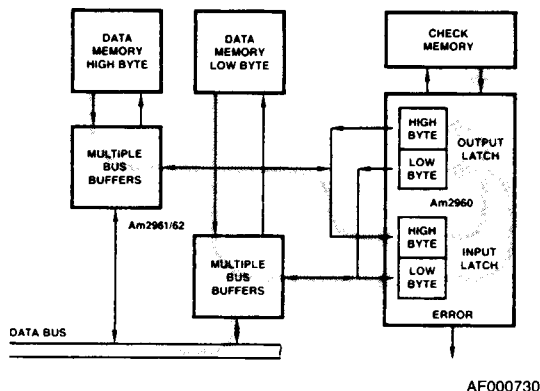 DATA
MEMORY
HIGH BYTE
DATA
MEMORY
LOW BYTE
CHECK
MEMORY
MULTIPLE
BUS
BUFFERS
Am2961/62
MULTIPLE
BUS
BUFFERS
HIGH
BYTE
LOW
BYTE
OUTPUT
LATCH
Am2960
HIGH
BYTE
LOW
BYTE
INPUT
LATCH
ERROR
DATA BUS
AF000730